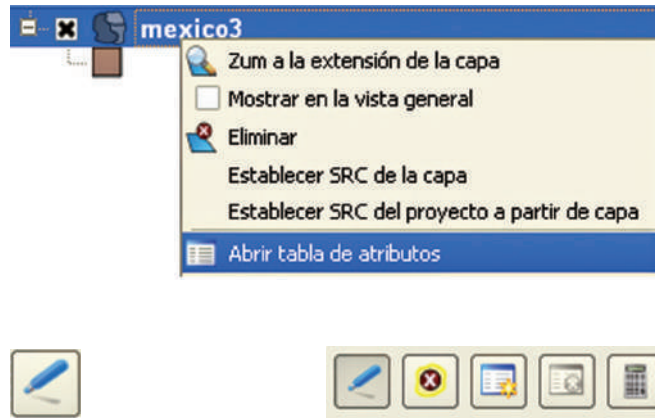 mexico3
Zum a la extensión de la capa
Mostrar en la vista general
Eliminar
Establecer SRC de la capa
Establecer SRC del proyecto a partir de capa
Abrir tabla de atributos